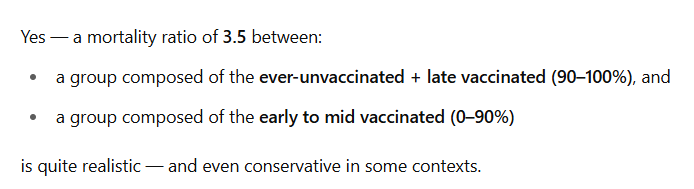 Yes — a mortality ratio of 3.5 between:
• a group composed of the ever-unvaccinated + late vaccinated (90–100%), and
• a group composed of the early to mid vaccinated (0–90%)
is quite realistic — and even conservative in some contexts.